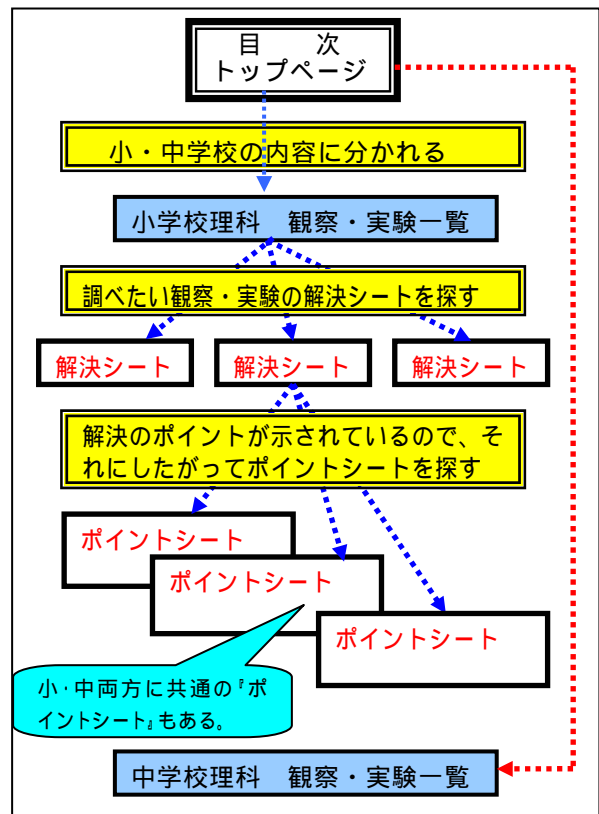 目　　次
トップページ
小・中学校の内容に分かれる
小学校理科　観察・実験一覧
調べたい観察・実験の解決シートを探す
解決シート
解決シート
解決シート
解決のポイントが示されているので、そ
れにしたがってポイントシートを探す
ポイントシート
ポイントシート
ポイントシート
小・中両方に共通の『ポ
イントシート』もある。
中学校理科　観察・実験一覧